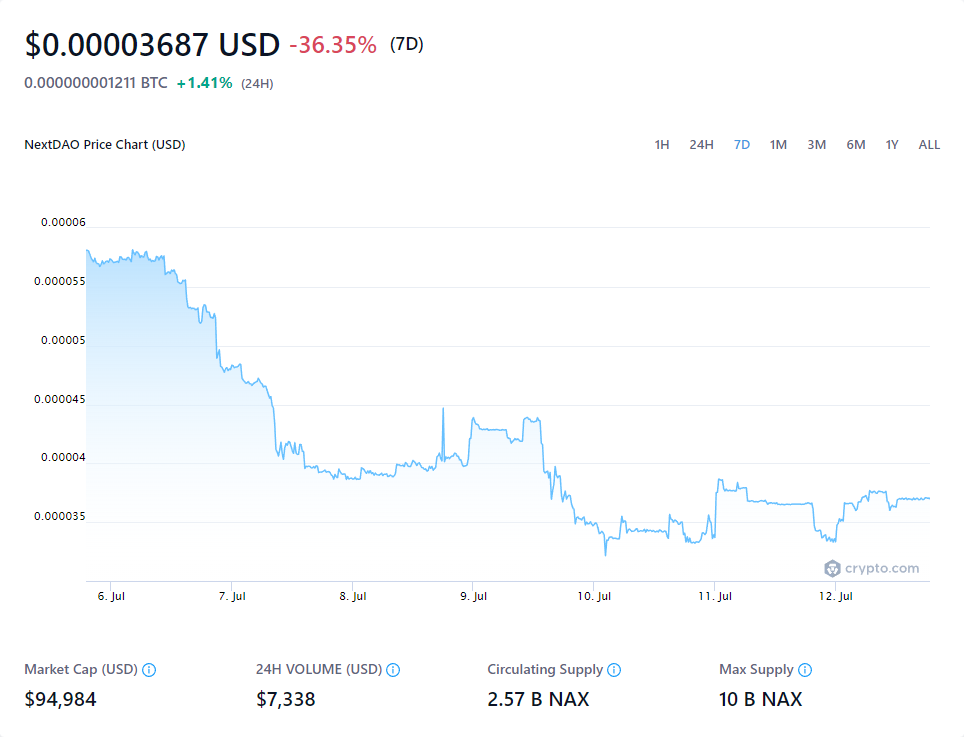 $0.00003687 USD -36.35% (7D)
0.000000001211 BTC +1.41% (24H)
NextDAO Price Chart (USD) 1H 24H 7D 1M 3M 6M 1Y ALL
0.00006
0.000055
0.00005
0.000045
0.00004
0.000035
crypto.com
6. Jul 7. Jul 8. Jul 9. Jul 10. Jul 11. Jul 12. Jul
Market Cap (USD) 24H VOLUME (USD) Circulating Supply Max Supply
$94,984 $7,338 2.57 B NAX 10 B NAX